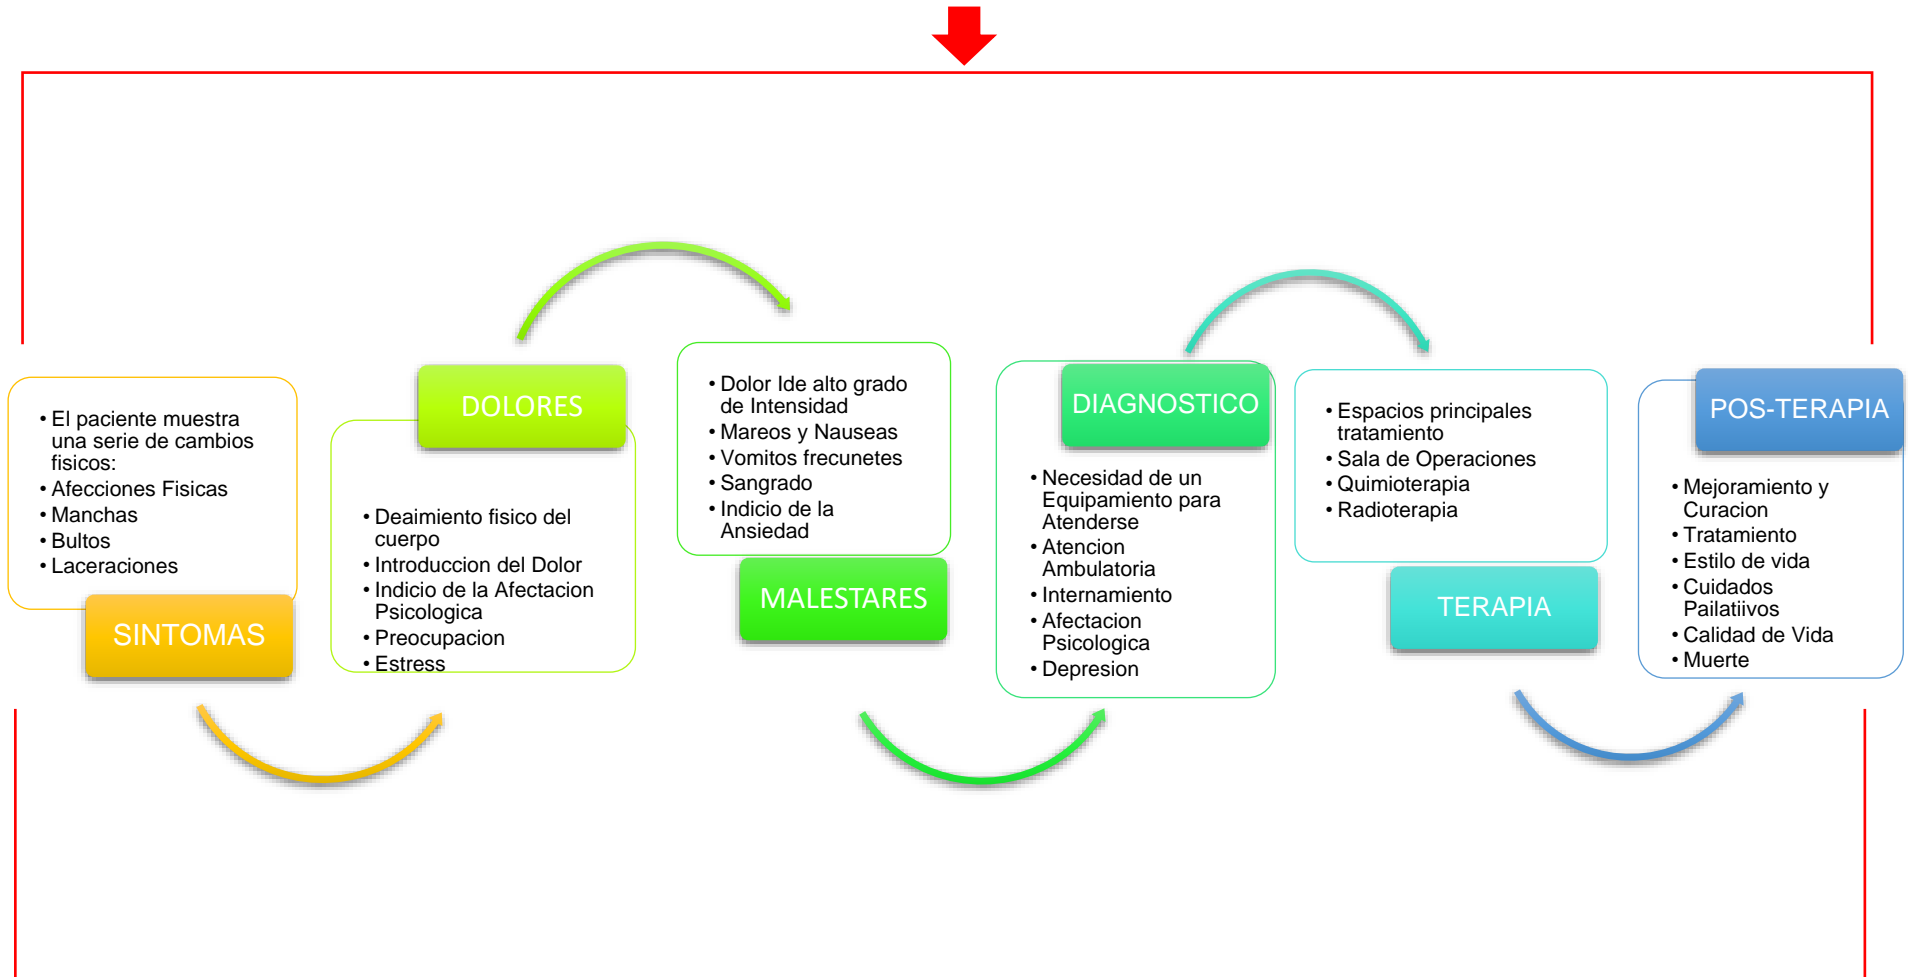 • El paciente muestra
una serie de cambios
fisicos:
• Afecciones Fisicas
• Manchas
• Bultos
• Laceraciones
SINTOMAS
DOLORES
• Deaimiento fisico del
cuerpo
• Introduccion del Dolor
• Indicio de la Afectacion
Psicologica
• Preocupacion
• Estress
• Dolor Ide alto grado
de Intensidad
• Mareos y Nauseas
• Vomitos frecunetes
• Sangrado
• Indicio de la
Ansiedad
MALESTARES
DIAGNOSTICO
• Necesidad de un
Equipamiento para
Atenderse
• Atencion
Ambulatoria
• Internamiento
• Afectacion
Psicologica
• Depresion
• Espacios principales
tratamiento
• Sala de Operaciones
• Quimioterapia
• Radioterapia
TERAPIA
POS-TERAPIA
• Mejoramiento y
Curacion
• Tratamiento
• Estilo de vida
• Cuidados
Pailatiivos
• Calidad de Vida
• Muerte